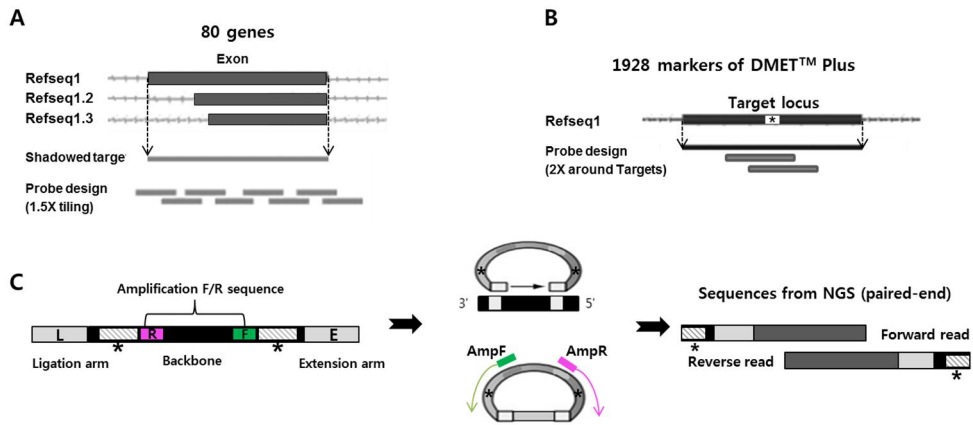 A
80 genes
Exon
Refseq1
Refseq1.2
Refseq1.3
Shadowed targe
Probe design
(1.5X tiling)
B
1928 markers of DMET™ Plus
Target locus
Refseq1
*
Probe design
(2X around Targets)
C
Amplification F/R sequence
L R F E
* *
Ligation arm Backbone Extension arm
* *
3' 5'
AmpF AmpR
* *
Sequences from NGS (paired-end)
Forward read
*
Reverse read
*